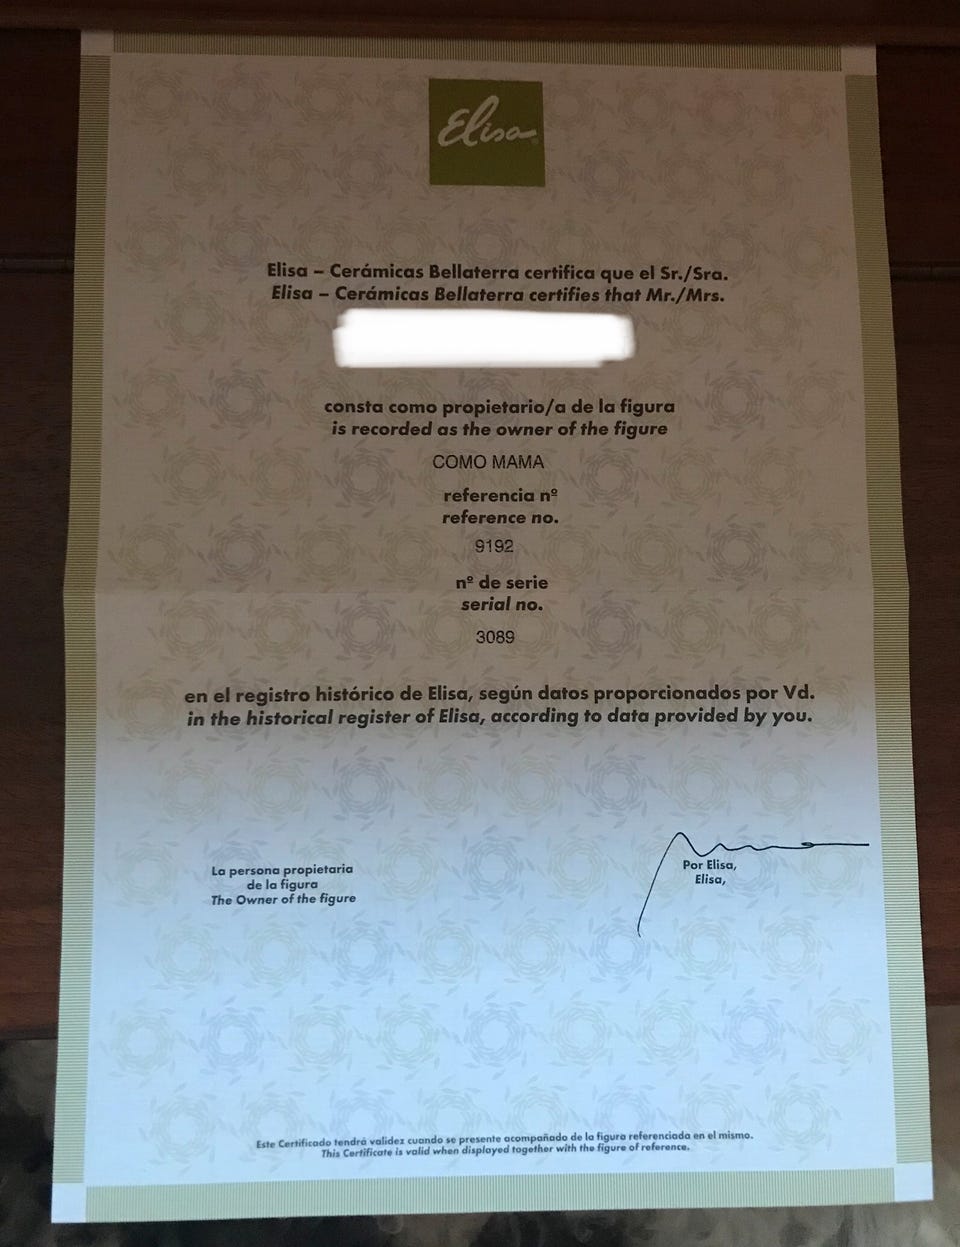 Elisa
Elisa – Cerámicas Bellaterra certifica que el Sr./Sra.
Elisa – Cerámicas Bellaterra certifies that Mr./Mrs.
consta como propietario/a de la figura
is recorded as the owner of the figure
COMO MAMA
referencia nº
reference no.
9192
nº de serie
serial no.
3089
en el registro histórico de Elisa, según datos proporcionados por Vd.
in the historical register of Elisa, according to data provided by you.
La persona propietaria
de la figura
The Owner of the figure
Por Elisa,
Elisa,
Este Certificado tendrá validez cuando se presente acompañado de la figura referenciada en el mismo.
This Certificate is valid when displayed together with the figure of reference.